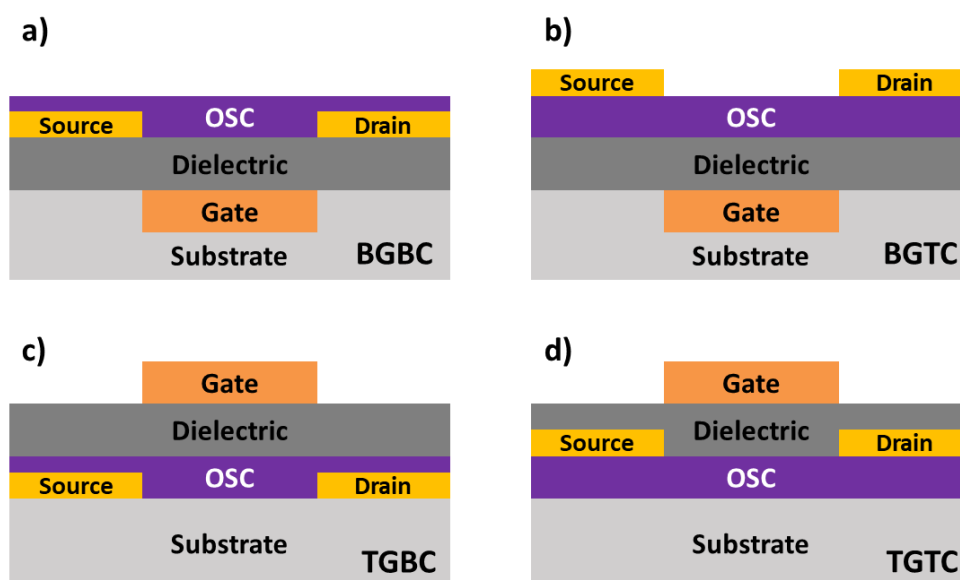 a)
OSC
Source Drain
Dielectric
Gate
Substrate
BGBC
b)
Source Drain
OSC
Dielectric
Gate
Substrate
BGTC
c)
Gate
Dielectric
Source OSC Drain
Substrate
TGBC
d)
Gate
Source Dielectric Drain
OSC
Substrate
TGTC